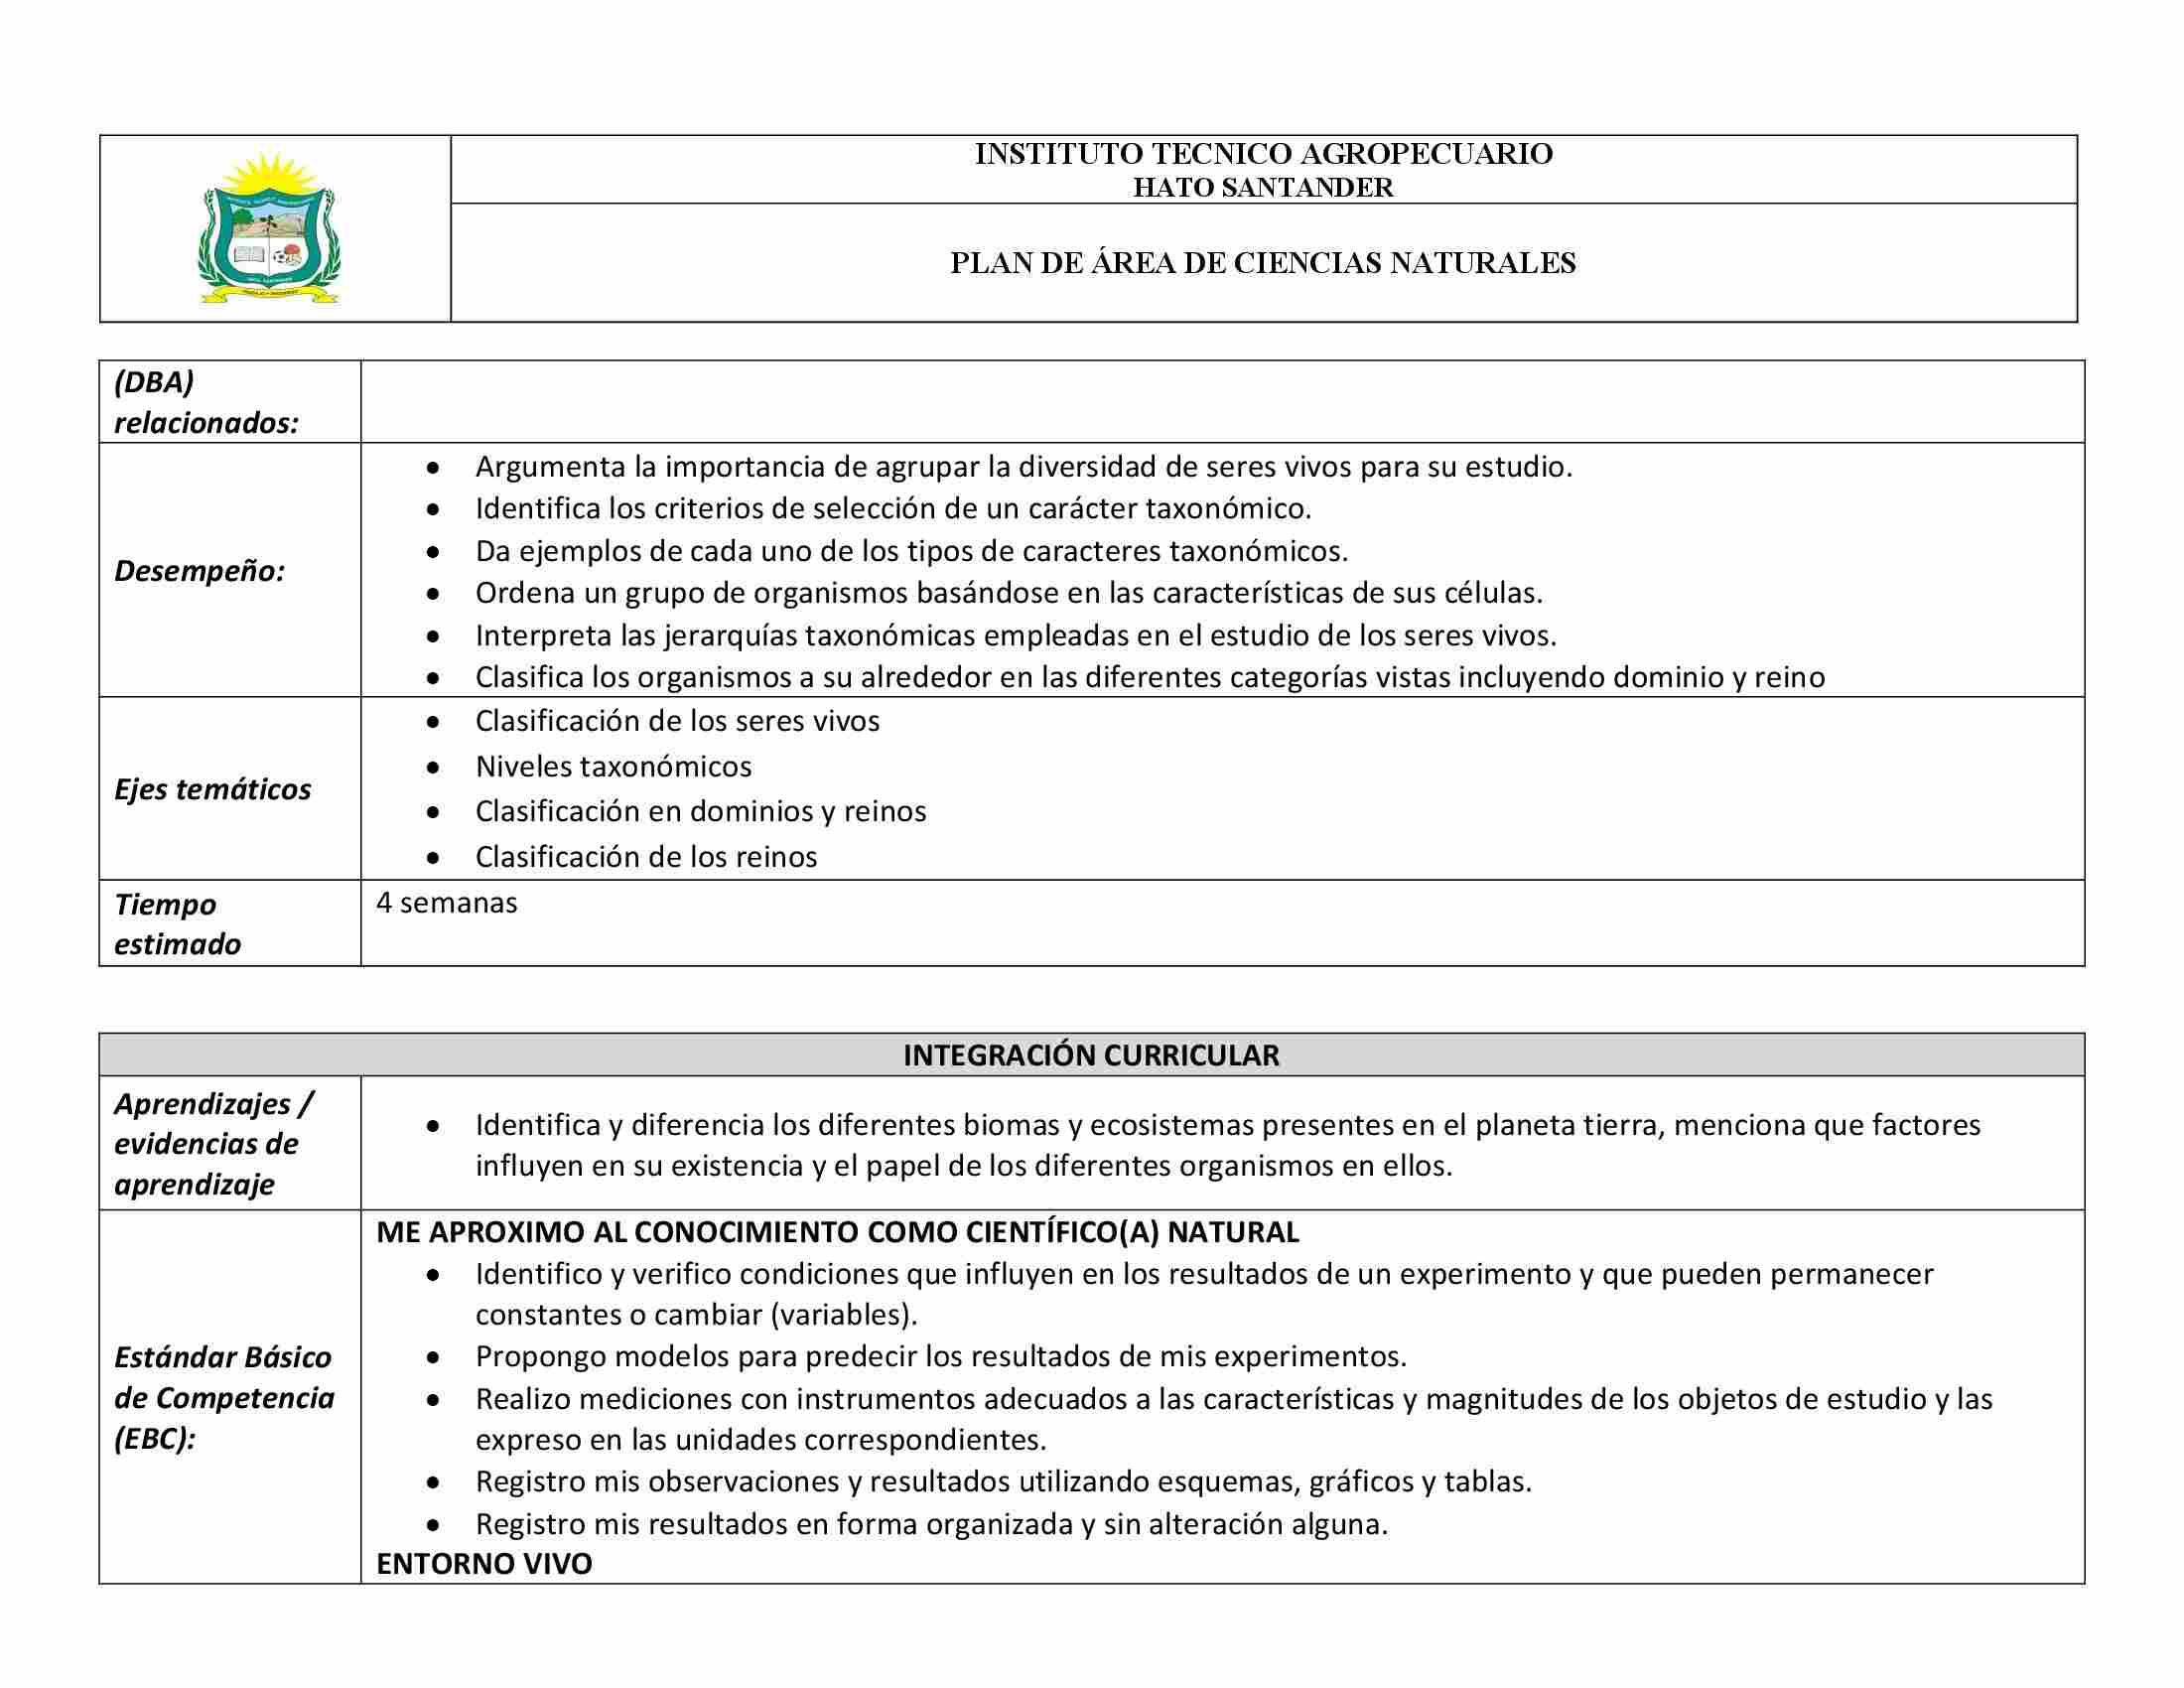 INSTITUTO TECNICO AGROPECUARIO
HATO SANTANDER
PLAN DE ÁREA DE CIENCIAS NATURALES
(DBA)
relacionados:
Desempeño:
• Argumenta la importancia de agrupar la diversidad de seres vivos para su estudio.
• Identifica los criterios de selección de un carácter taxonómico.
• Da ejemplos de cada uno de los tipos de caracteres taxonómicos.
• Ordena un grupo de organismos basándose en las características de sus células.
• Interpreta las jerarquías taxonómicas empleadas en el estudio de los seres vivos.
• Clasifica los organismos a su alrededor en las diferentes categorías vistas incluyendo dominio y reino
Ejes temáticos
• Clasificación de los seres vivos
• Niveles taxonómicos
• Clasificación en dominios y reinos
• Clasificación de los reinos
Tiempo
estimado
4 semanas
INTEGRACIÓN CURRICULAR
Aprendizajes /
evidencias de
aprendizaje
• Identifica y diferencia los diferentes biomas y ecosistemas presentes en el planeta tierra, menciona que factores
influyen en su existencia y el papel de los diferentes organismos en ellos.
Estándar Básico
de Competencia
(EBC):
ME APROXIMO AL CONOCIMIENTO COMO CIENTÍFICO(A) NATURAL
• Identifico y verifico condiciones que influyen en los resultados de un experimento y que pueden permanecer
constantes o cambiar (variables).
• Propongo modelos para predecir los resultados de mis experimentos.
• Realizo mediciones con instrumentos adecuados a las características y magnitudes de los objetos de estudio y las
expreso en las unidades correspondientes.
• Registro mis observaciones y resultados utilizando esquemas, gráficos y tablas.
• Registro mis resultados en forma organizada y sin alteración alguna.
ENTORNO VIVO